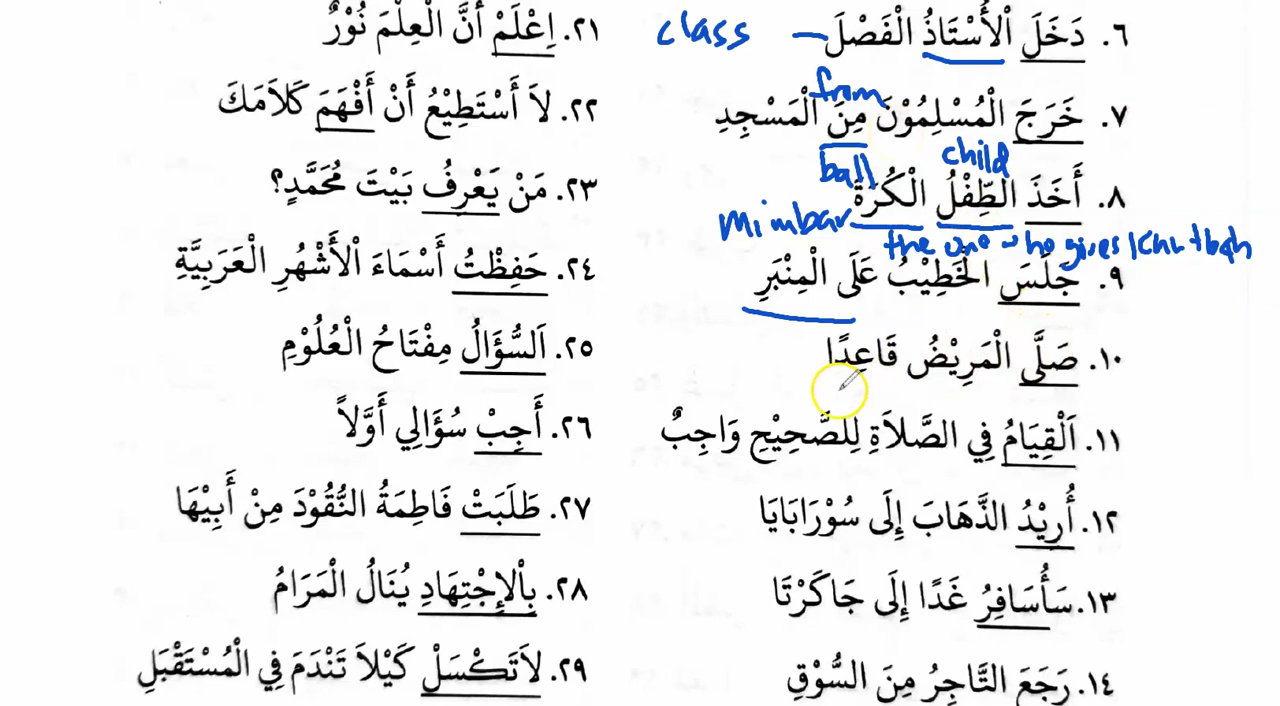 ٦. دَخَلَ الْأُسْتَاذُ الْفَصْلَ — class
from
٧. خَرَجَ الْمُسْلِمُوْنَ مِنَ الْمَسْجِدِ
ball child
٨. أَخَذَ الطِّفْلُ الْكُرَةَ
mimbar the one who gives khutbah
٩. جَلَسَ الْخَطِيْبُ عَلَى الْمِنْبَرِ
١٠. صَلَّى الْمَرِيْضُ قَاعِدًا
١١. اَلْقِيَامُ فِي الصَّلاَةِ لِلصَّحِيْحِ وَاجِبٌ
١٢. أُرِيْدُ الذَّهَابَ إِلَى سُوْرَابَايَا
١٣. سَأُسَافِرُ غَدًا إِلَى جَاكَرْتَا
١٤. رَجَعَ التَّاجِرُ مِنَ السُّوْقِ
٢١. اِعْلَمْ أَنَّ الْعِلْمَ نُوْرٌ
٢٢. لاَ أَسْتَطِيْعُ أَنْ أَفْهَمَ كَلاَمَكَ
٢٣. مَنْ يَعْرِفُ بَيْتَ مُحَمَّدٍ؟
٢٤. حَفِظْتُ أَسْمَاءَ الْأَشْهُرِ الْعَرَبِيَّةِ
٢٥. اَلسُّؤَالُ مِفْتَاحُ الْعُلُوْمِ
٢٦. أَجِبْ سُؤَالِي أَوَّلاً
٢٧. طَلَبَتْ فَاطِمَةُ النُّقُوْدَ مِنْ أَبِيْهَا
٢٨. بِالْإِجْتِهَادِ يُنَالُ الْمَرَامُ
٢٩. لاَتَكْسَلْ كَيْلاَ تَنْدَمَ فِي الْمُسْتَقْبَلِ